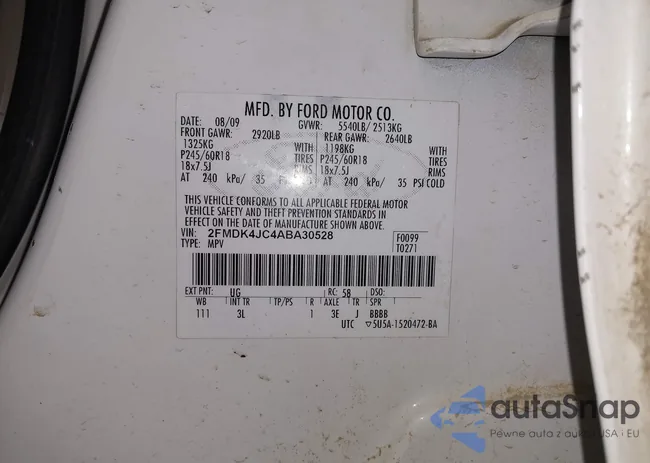 MFD. BY FORD MOTOR CO.
DATE: 08/09 GVWR: 5540LB/ 2513KG
FRONT GAWR: 2920LB REAR GAWR: 2640LB
1325KG WITH 1198KG WITH
P245/60R18 TIRES P245/60R18 TIRES
18x7.5J RIMS 18x7.5J RIMS
AT 240 kPa/ 35 AT 240 kPa/ 35 PSI COLD
THIS VEHICLE CONFORMS TO ALL APPLICABLE FEDERAL MOTOR
VEHICLE SAFETY AND THEFT PREVENTION STANDARDS IN
EFFECT ON THE DATE OF MANUFACTURE SHOWN ABOVE.
VIN: 2FMDK4JC4ABA30528 F0099
TYPE: MPV T0271
EXT PNT: UG RC: 58 DSO:
WB INT TR TP/PS R AXLE TR SPR
111 3L 1 3E J BBBB
UTC ▽5U5A-1520472-BA
autaSnap
Pewne auta z aukcji USA i EU